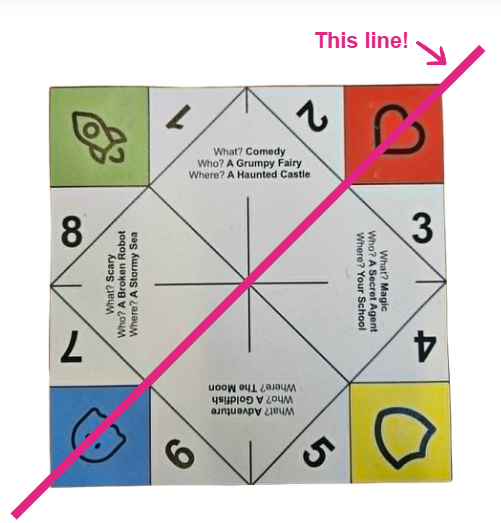 This line!
1
2
What? Comedy
Who? A Grumpy Fairy
Where? A Haunted Castle
8
3
What? Scary
Who? A Broken Robot
Where? A Stormy Sea
What? Magic
Who? A Secret Agent
Where? Your School
7
4
What? Adventure
Who? A Goldfish
Where? The Moon
6
5